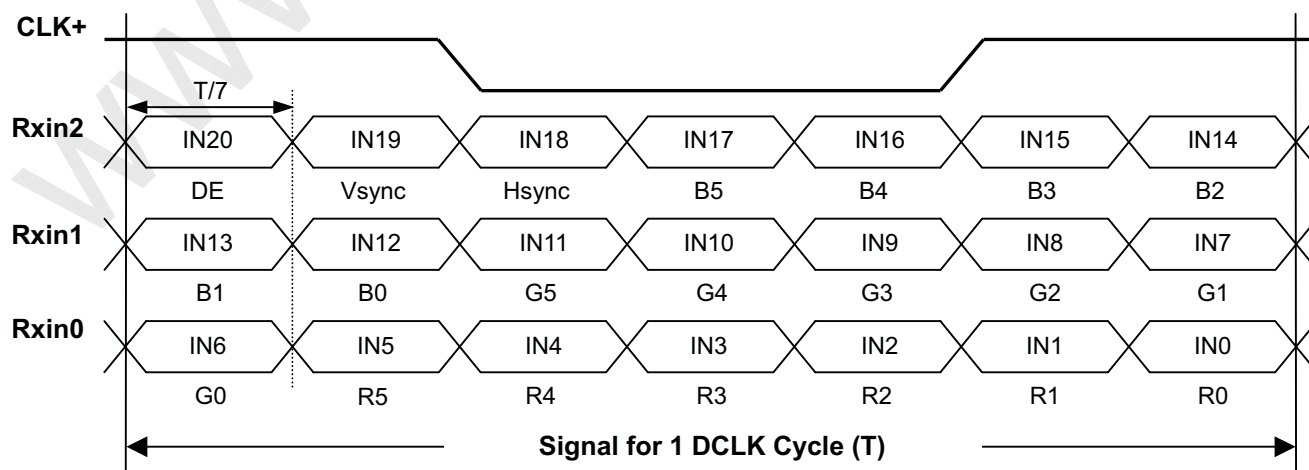 CLK+
T/7
Rxin2 IN20 IN19 IN18 IN17 IN16 IN15 IN14
DE Vsync Hsync B5 B4 B3 B2
Rxin1 IN13 IN12 IN11 IN10 IN9 IN8 IN7
B1 B0 G5 G4 G3 G2 G1
Rxin0 IN6 IN5 IN4 IN3 IN2 IN1 IN0
G0 R5 R4 R3 R2 R1 R0
Signal for 1 DCLK Cycle (T)